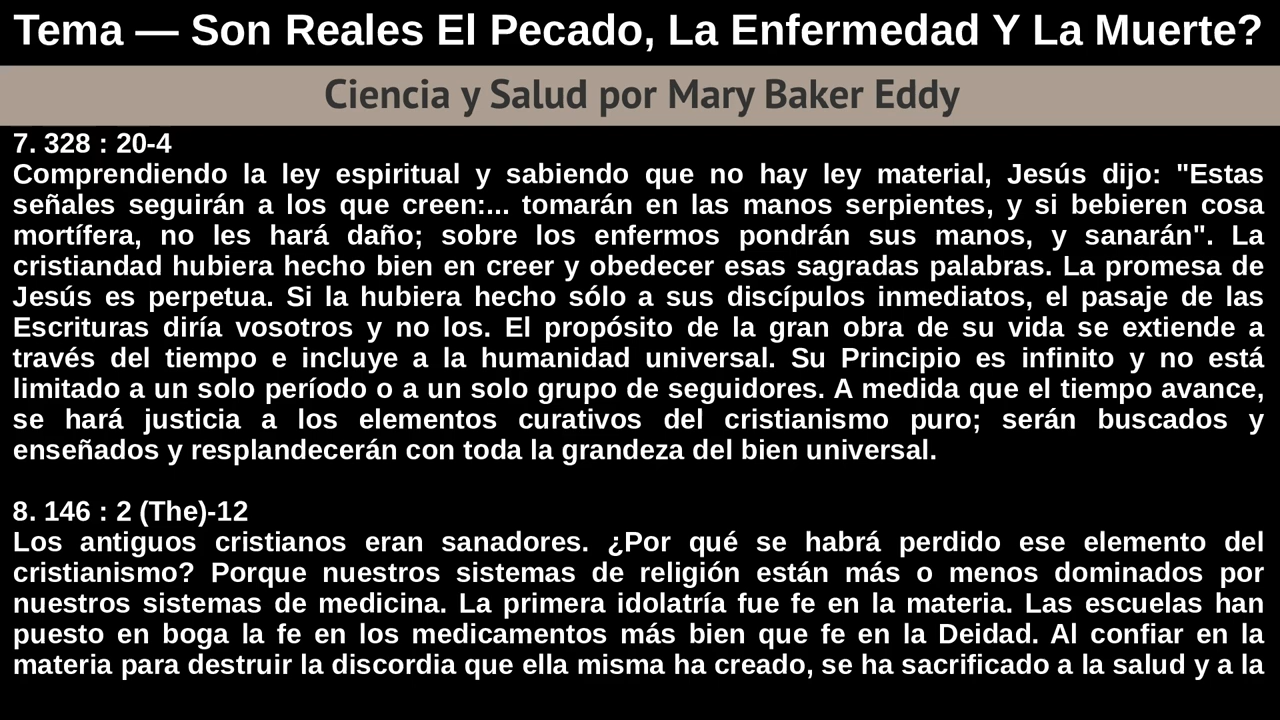 Tema — Son Reales El Pecado, La Enfermedad Y La Muerte?
Ciencia y Salud por Mary Baker Eddy
7. 328 : 20-4
Comprendiendo la ley espiritual y sabiendo que no hay ley material, Jesús dijo: "Estas
señales seguirán a los que creen:... tomarán en las manos serpientes, y si bebieren cosa
mortífera, no les hará daño; sobre los enfermos pondrán sus manos, y sanarán". La
cristiandad hubiera hecho bien en creer y obedecer esas sagradas palabras. La promesa de
Jesús es perpetua. Si la hubiera hecho sólo a sus discípulos inmediatos, el pasaje de las
Escrituras diría vosotros y no los. El propósito de la gran obra de su vida se extiende a
través del tiempo e incluye a la humanidad universal. Su Principio es infinito y no está
limitado a un solo período o a un solo grupo de seguidores. A medida que el tiempo avance,
se hará justicia a los elementos curativos del cristianismo puro; serán buscados y
enseñados y resplandecerán con toda la grandeza del bien universal.
8. 146 : 2 (The)-12
Los antiguos cristianos eran sanadores. ¿Por qué se habrá perdido ese elemento del
cristianismo? Porque nuestros sistemas de religión están más o menos dominados por
nuestros sistemas de medicina. La primera idolatría fue fe en la materia. Las escuelas han
puesto en boga la fe en los medicamentos más bien que fe en la Deidad. Al confiar en la
materia para destruir la discordia que ella misma ha creado, se ha sacrificado a la salud y a la